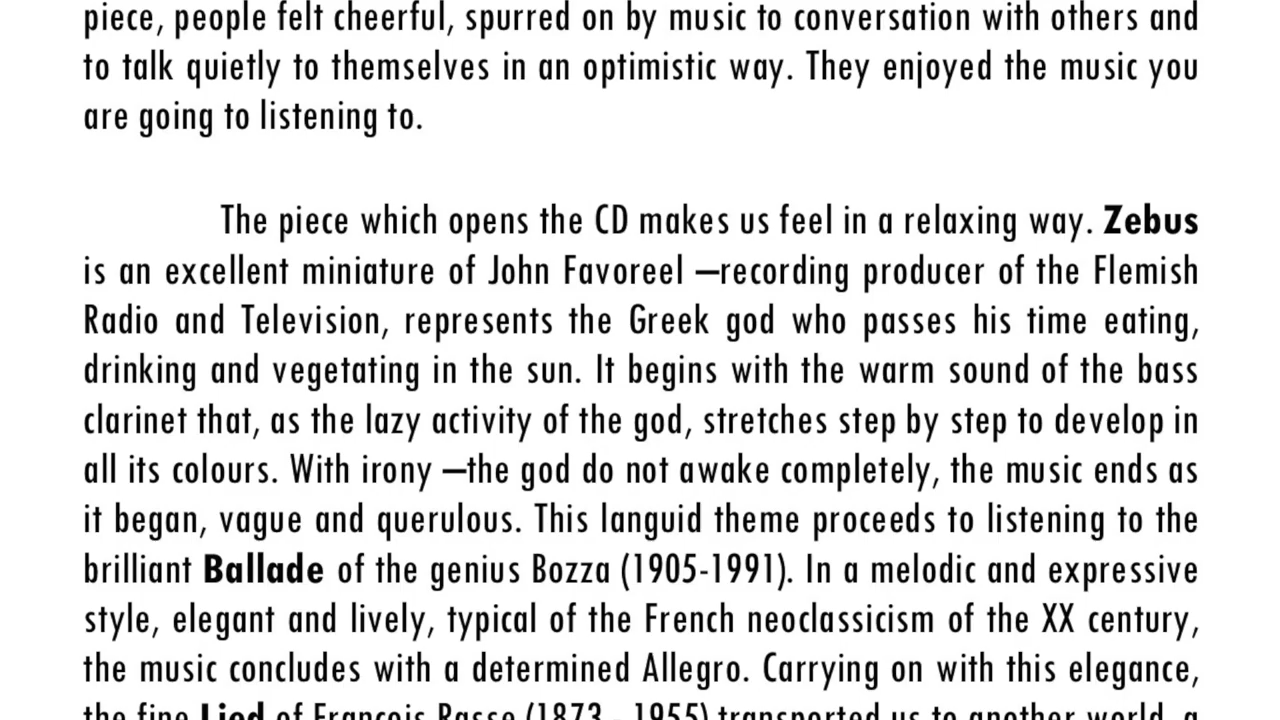 piece, people felt cheerful, spurred on by music to conversation with others and
to talk quietly to themselves in an optimistic way. They enjoyed the music you
are going to listening to.
The piece which opens the CD makes us feel in a relaxing way. Zebus
is an excellent miniature of John Favoreel –recording producer of the Flemish
Radio and Television, represents the Greek god who passes his time eating,
drinking and vegetating in the sun. It begins with the warm sound of the bass
clarinet that, as the lazy activity of the god, stretches step by step to develop in
all its colours. With irony –the god do not awake completely, the music ends as
it began, vague and querulous. This languid theme proceeds to listening to the
brilliant Ballade of the genius Bozza (1905-1991). In a melodic and expressive
style, elegant and lively, typical of the French neoclassicism of the XX century,
the music concludes with a determined Allegro. Carrying on with this elegance,
the fine Lied of François Rasse (1873 - 1955) transported us to another world, a